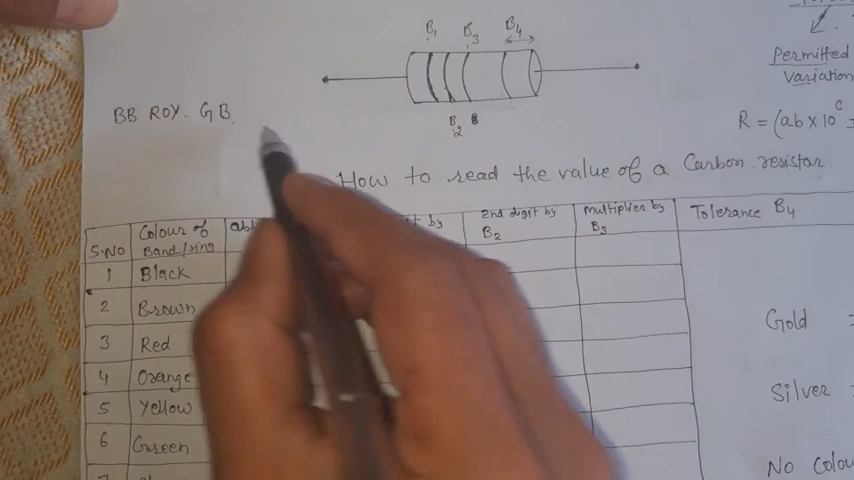 B1 B3 B4
Permitted
Variation
BB ROY. GB.
B2
R = (ab x 10^c
How to read the value of a Carbon resistor.
S.NO Colour of Band/ring 2nd digit by B2 Multiplier by B3 Tolerance B4
1 Black
2 Brown
Gold
3 Red
4 Orange
Silver =
5 Yellow
6 Green
No Colou